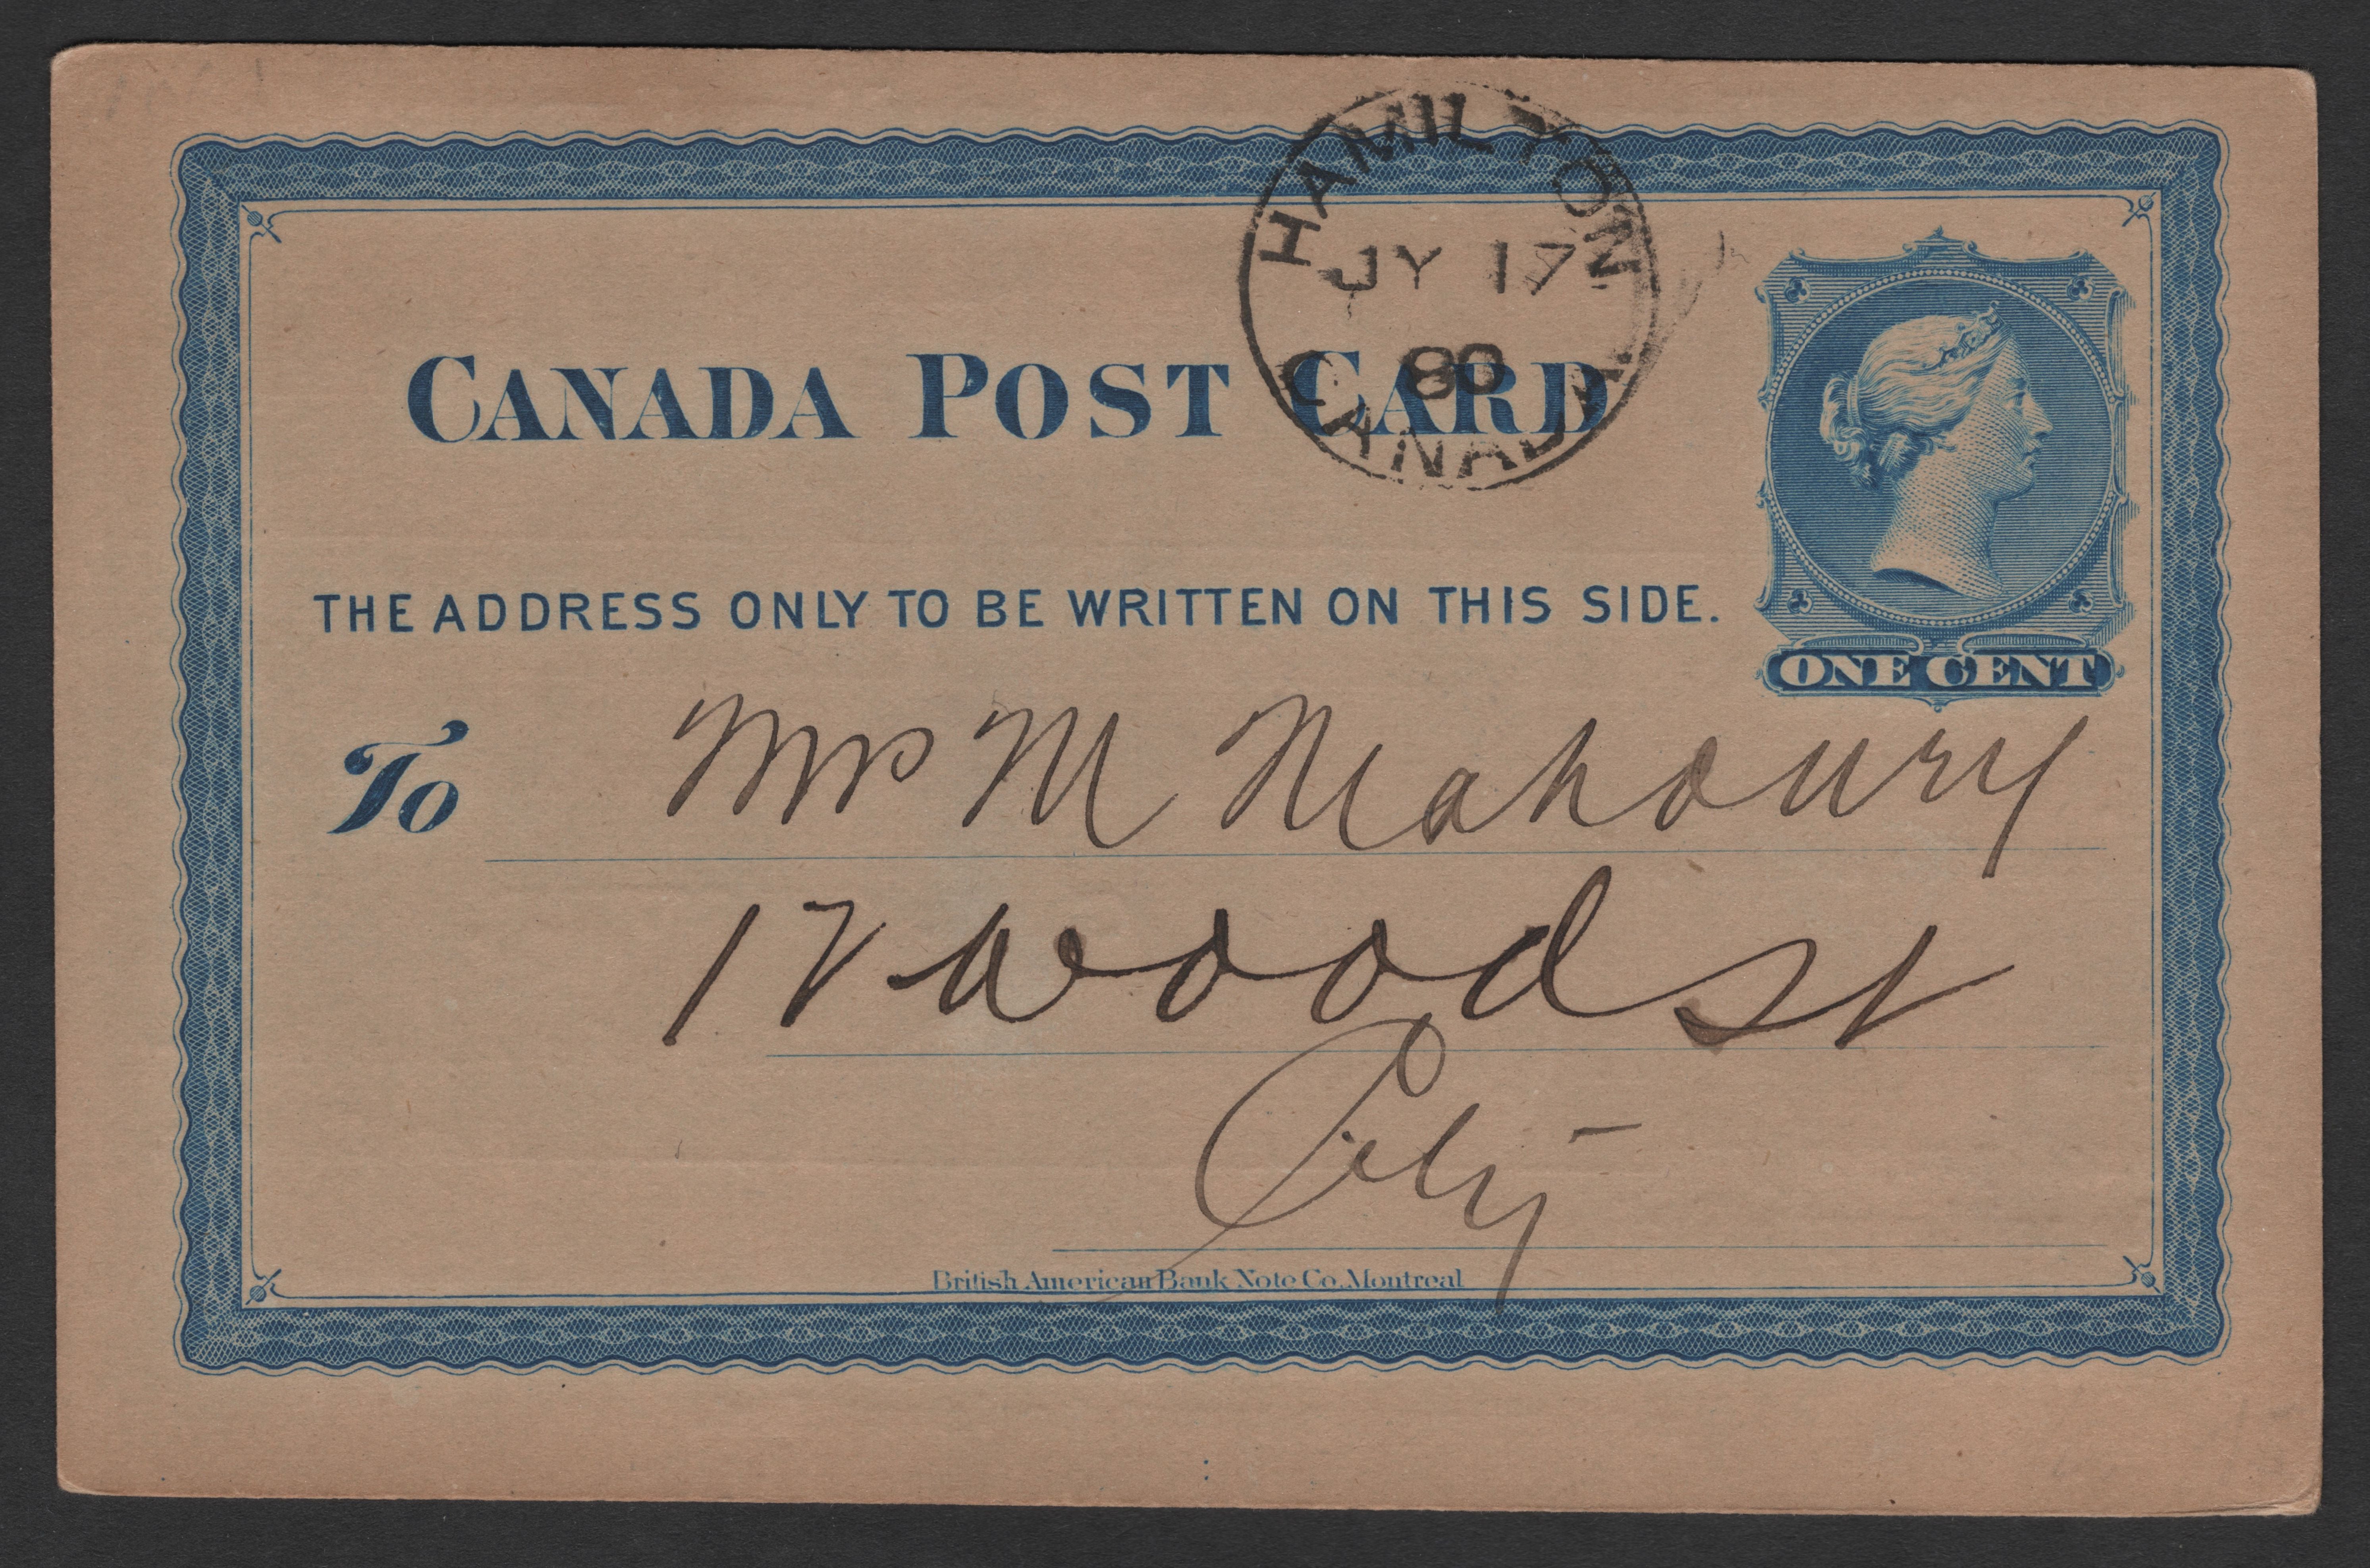 HAMILTON
JY 17
80
CANADA
CANADA POST CARD
THE ADDRESS ONLY TO BE WRITTEN ON THIS SIDE.
ONE CENT
To Mrs M Mahoury
17 Wood St
City
British American Bank Note Co. Montreal